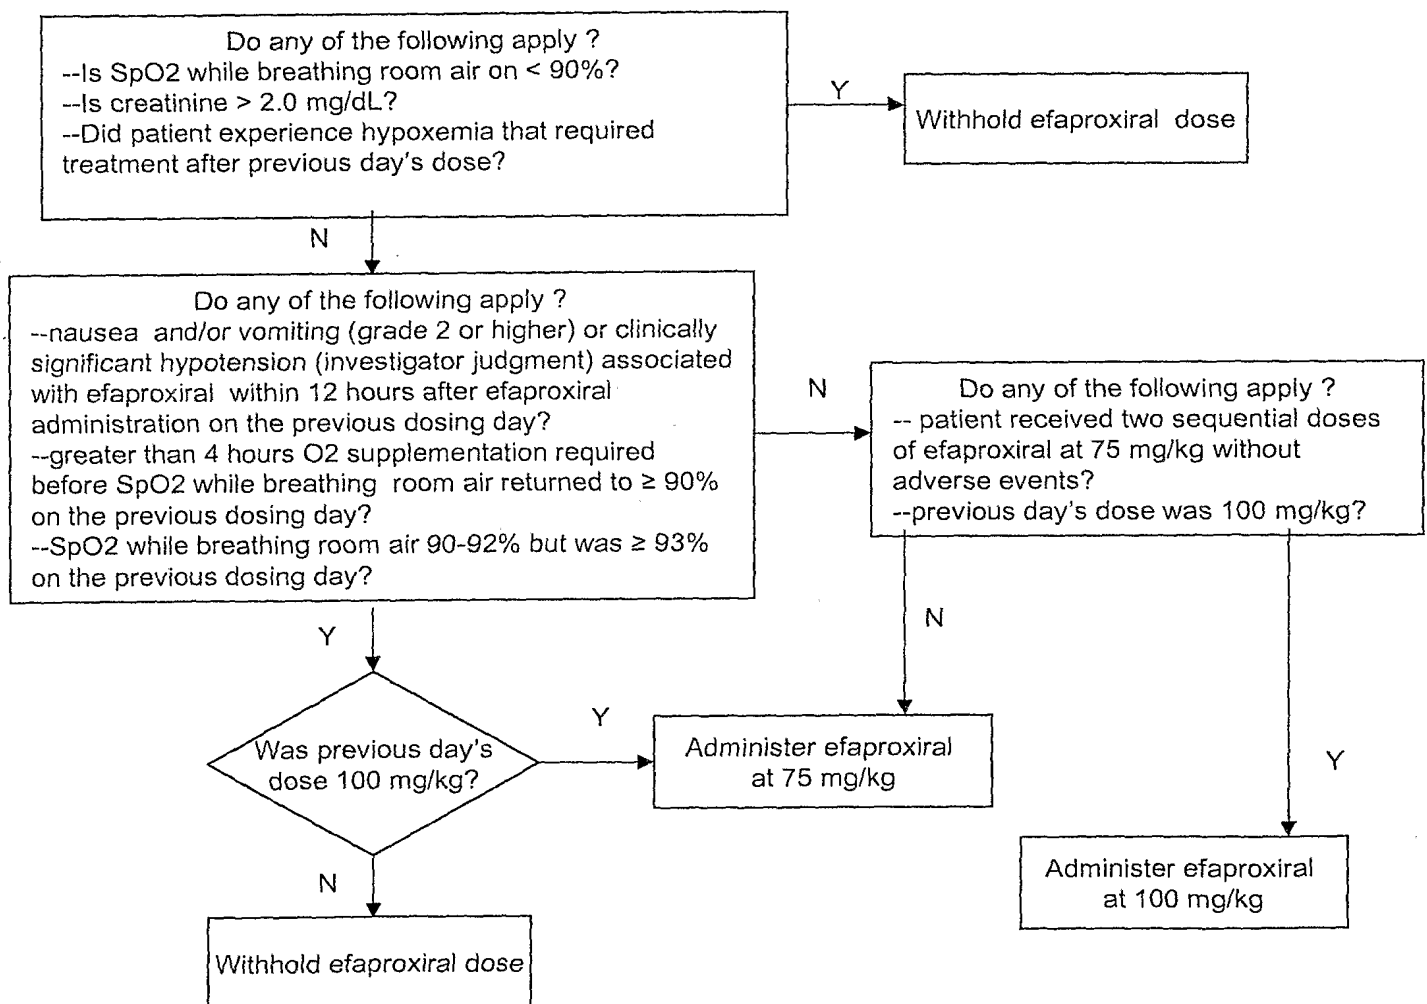 Do any of the following apply ?
--Is SpO2 while breathing room air on < 90%?
--Is creatinine > 2.0 mg/dL?
--Did patient experience hypoxemia that required
treatment after previous day's dose?
Y
Withhold efaproxiral dose
N
Do any of the following apply ?
--nausea and/or vomiting (grade 2 or higher) or clinically
significant hypotension (investigator judgment) associated
with efaproxiral within 12 hours after efaproxiral
administration on the previous dosing day?
--greater than 4 hours O2 supplementation required
before SpO2 while breathing room air returned to ≥ 90%
on the previous dosing day?
--SpO2 while breathing room air 90-92% but was ≥ 93%
on the previous dosing day?
N
Do any of the following apply ?
-- patient received two sequential doses
of efaproxiral at 75 mg/kg without
adverse events?
--previous day's dose was 100 mg/kg?
Y
N
Was previous day's
dose 100 mg/kg?
Y
Administer efaproxiral
at 75 mg/kg
Y
Administer efaproxiral
at 100 mg/kg
N
Withhold efaproxiral dose